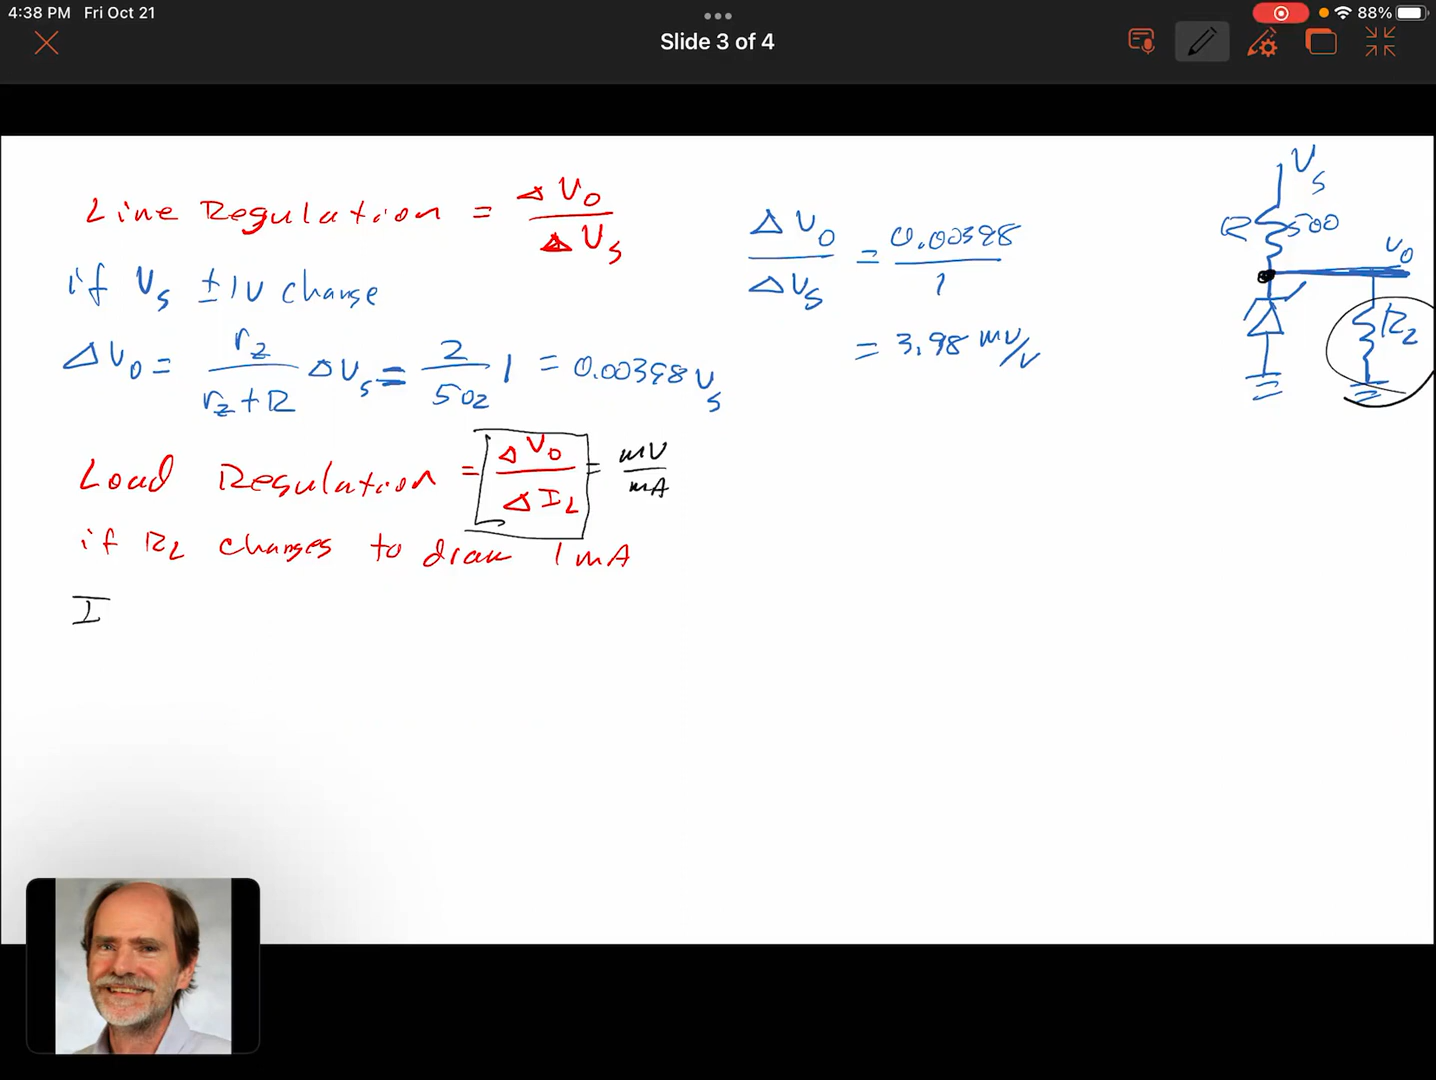 4:38 PM Fri Oct 21
88%
Slide 3 of 4
Line Regulation = ΔVo / ΔVs
if Vs ±1V change
ΔVo = rz / (rz + R) ΔVs = 2 / 502 1 = 0.00398 Vs
Load Regulation = ΔVo / ΔIL = mV / mA
if RL changes to draw 1mA
I
ΔVo / ΔVs = 0.00398 / 1
= 3.98 mV/V
Vs
R 500
Vo
RL